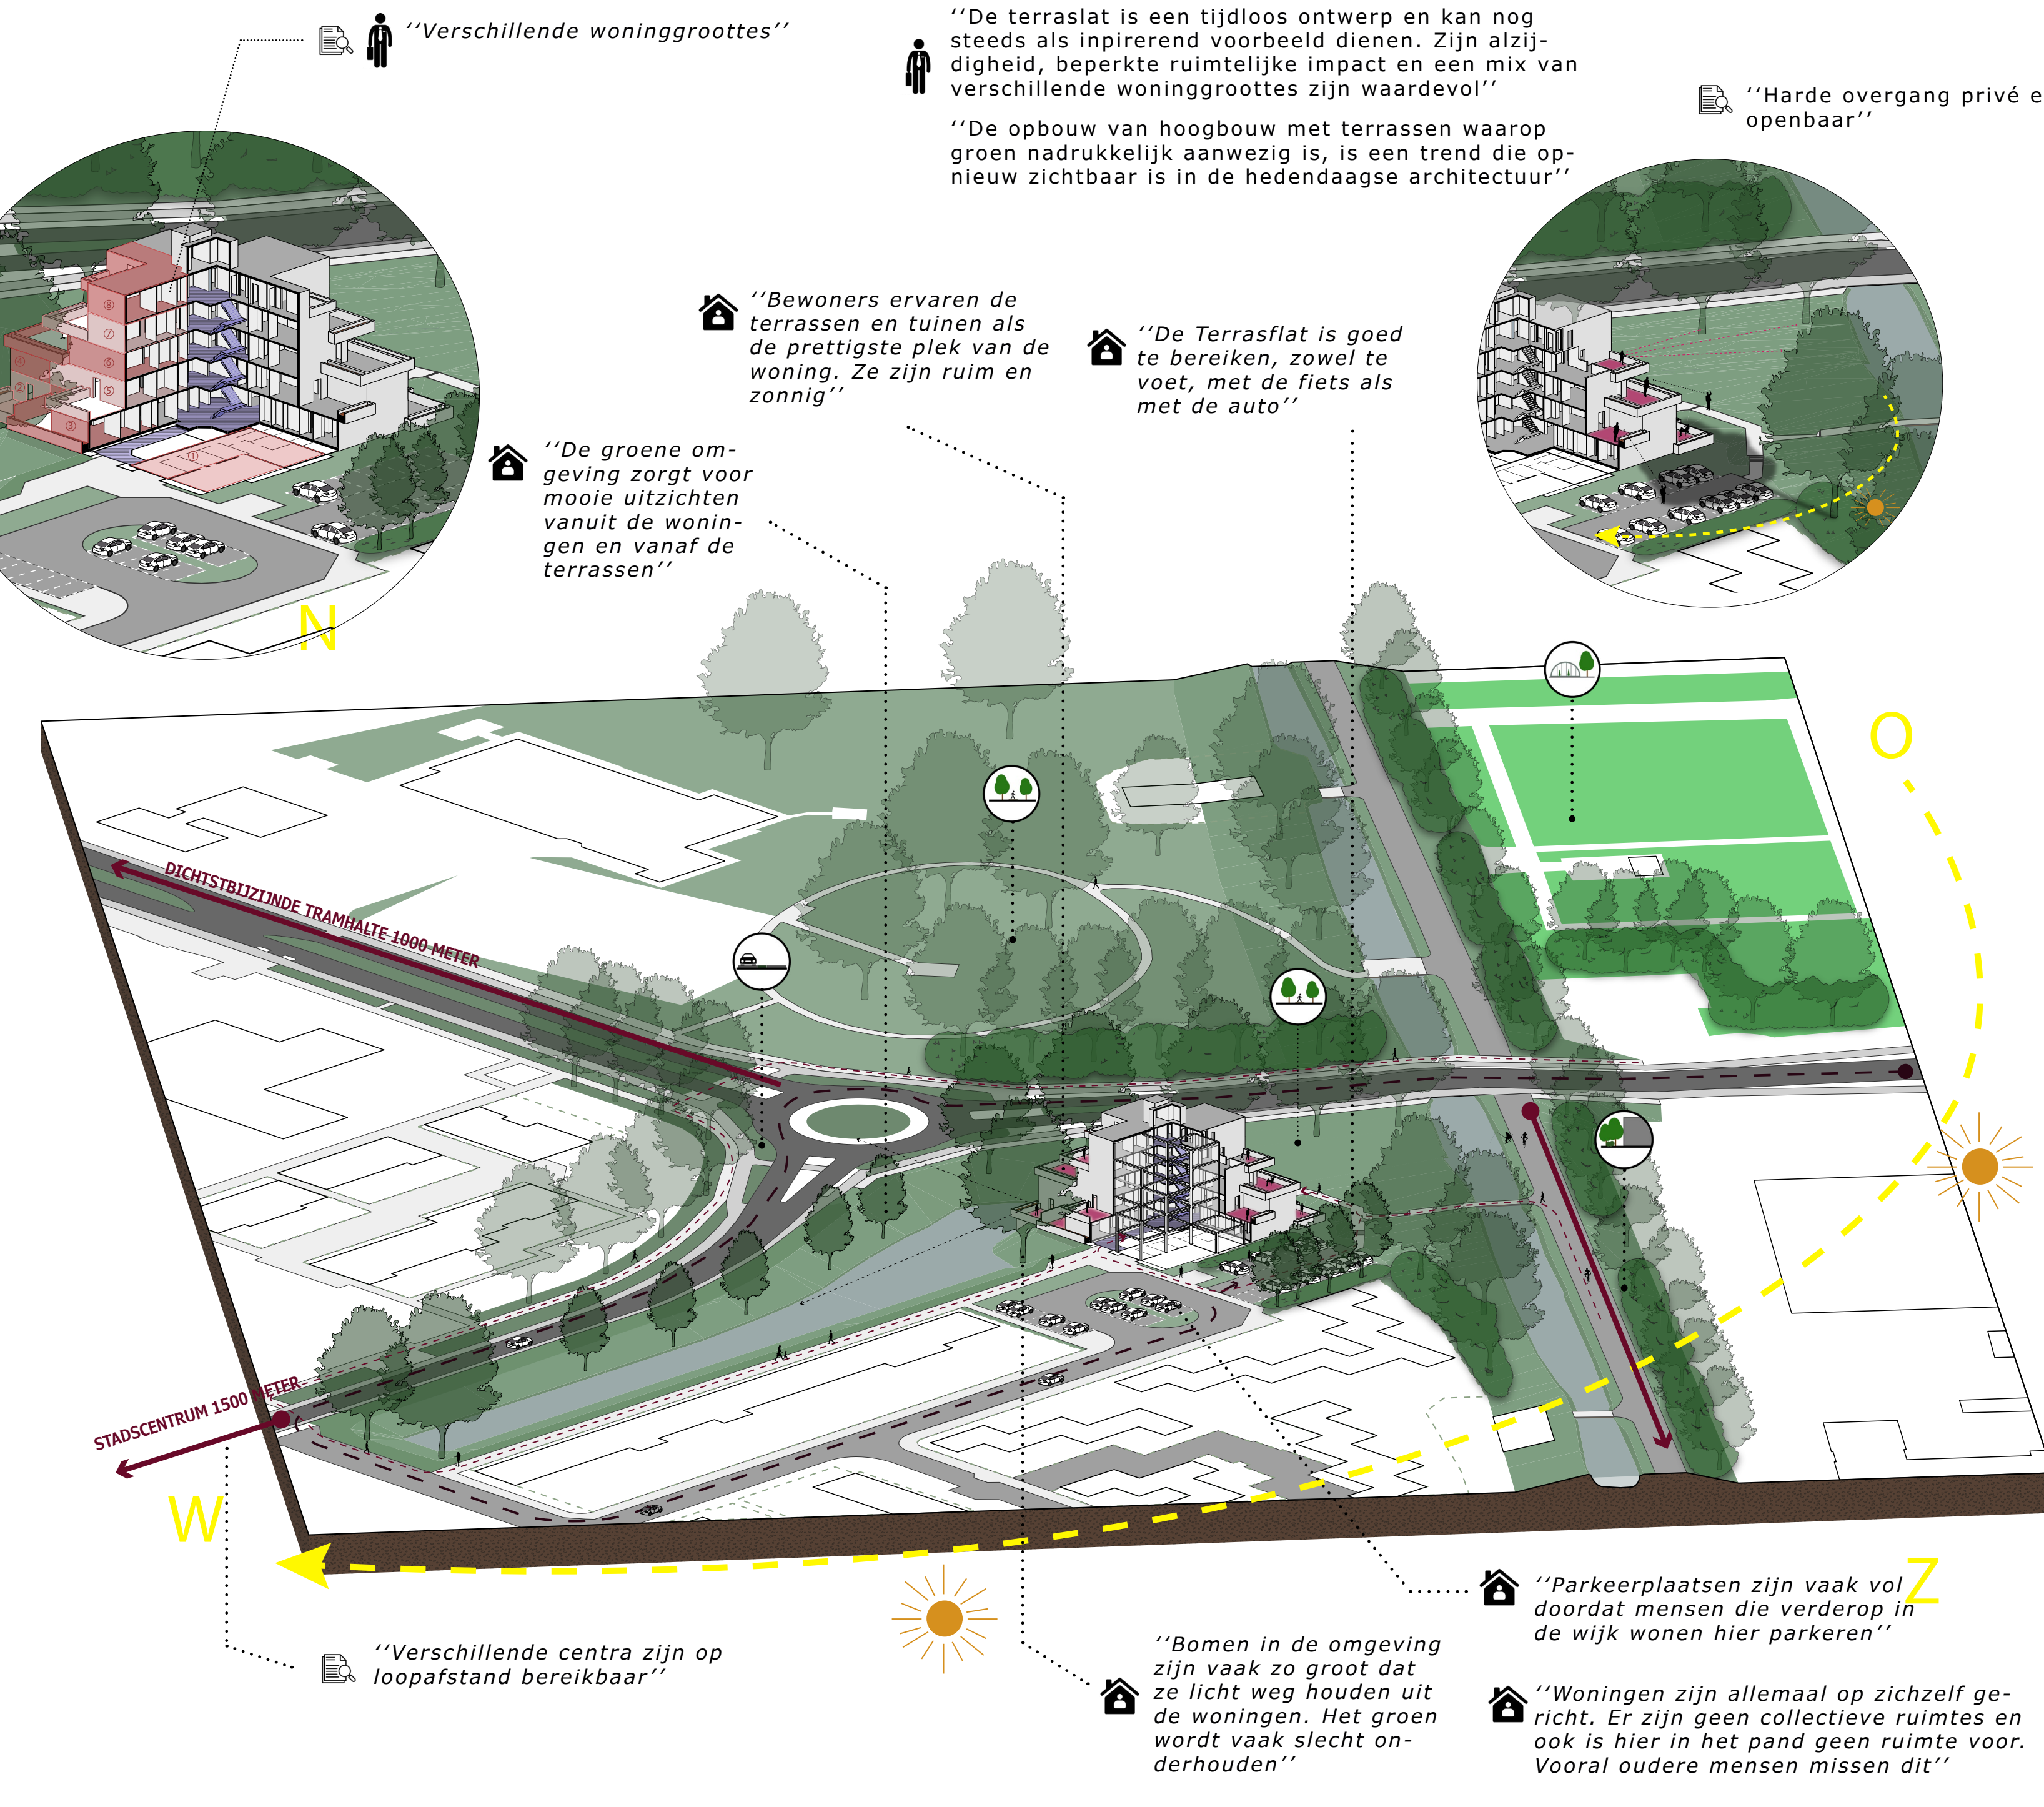 ‘‘Verschillende woninggroottes’’
‘‘De terraslat is een tijdloos ontwerp en kan nog
steeds als inpirerend voorbeeld dienen. Zijn alzij-
digheid, beperkte ruimtelijke impact en een mix van
verschillende woninggroottes zijn waardevol’’
‘‘De opbouw van hoogbouw met terrassen waarop
groen nadrukkelijk aanwezig is, is een trend die op-
nieuw zichtbaar is in de hedendaagse architectuur’’
‘‘Harde overgang privé e
openbaar’’
⑧
⑦
⑥
④
②
⑤
③
①
‘‘Bewoners ervaren de
terrassen en tuinen als
de prettigste plek van de
woning. Ze zijn ruim en
zonnig’’
‘‘De Terrasflat is goed
te bereiken, zowel te
voet, met de fiets als
met de auto’’
‘‘De groene om-
geving zorgt voor
mooie uitzichten
vanuit de wonin-
gen en vanaf de
terrassen’’
N
O
DICHTSTBIJZIJNDE TRAMHALTE 1000 METER
STADSCENTRUM 1500 METER
W
Z
‘‘Verschillende centra zijn op
loopafstand bereikbaar’’
‘‘Bomen in de omgeving
zijn vaak zo groot dat
ze licht weg houden uit
de woningen. Het groen
wordt vaak slecht on-
derhouden’’
‘‘Parkeerplaatsen zijn vaak vol
doordat mensen die verderop in
de wijk wonen hier parkeren’’
‘‘Woningen zijn allemaal op zichzelf ge-
richt. Er zijn geen collectieve ruimtes en
ook is hier in het pand geen ruimte voor.
Vooral oudere mensen missen dit’’